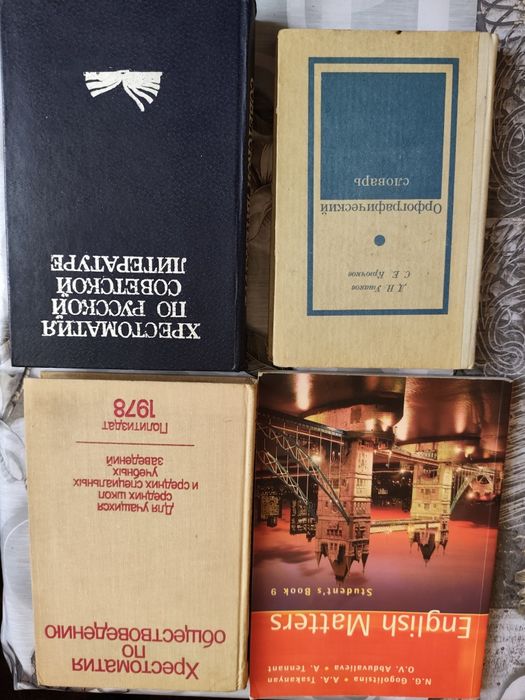 ХРЕСТОМАТИЯ
ПО РУССКОЙ
СОВЕТСКОЙ
ЛИТЕРАТУРЕ
Д. Н. Ушаков
С. Е. Крючков
Орфографический
словарь
Хрестоматия
по
обществоведению
Для учащихся
средних школ
и средних специальных
учебных
заведений
Политиздат
1978
N.G. Gogolitsina • A.A. Tsakanyan
O.V. Abduvalieva • A. Tennant
English Matters
Student's Book 9